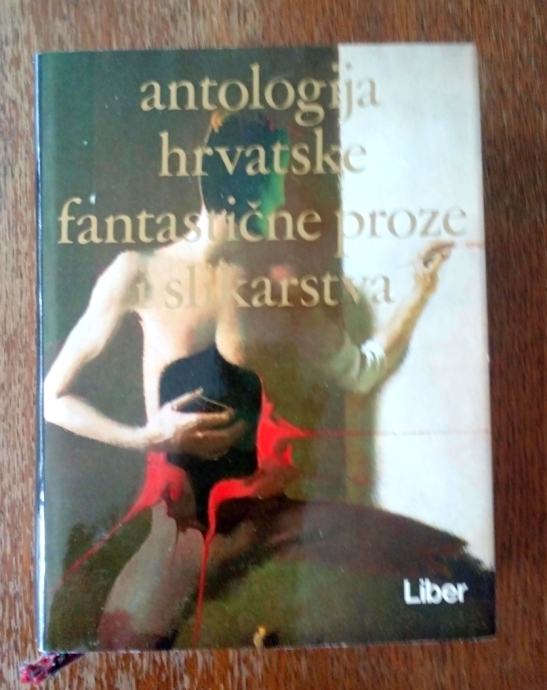 antologija
hrvatske
fantastične proze
i slikarstva
Liber